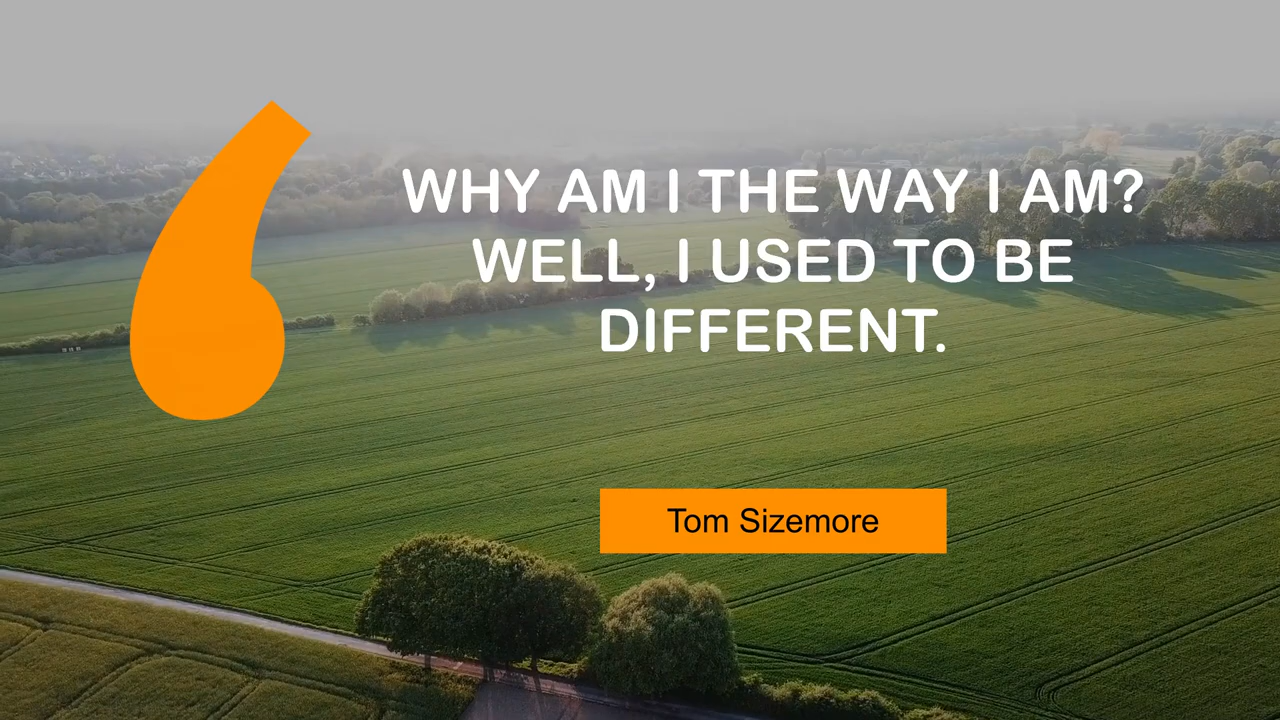 WHY AM I THE WAY I AM?
WELL, I USED TO BE
DIFFERENT.
Tom Sizemore